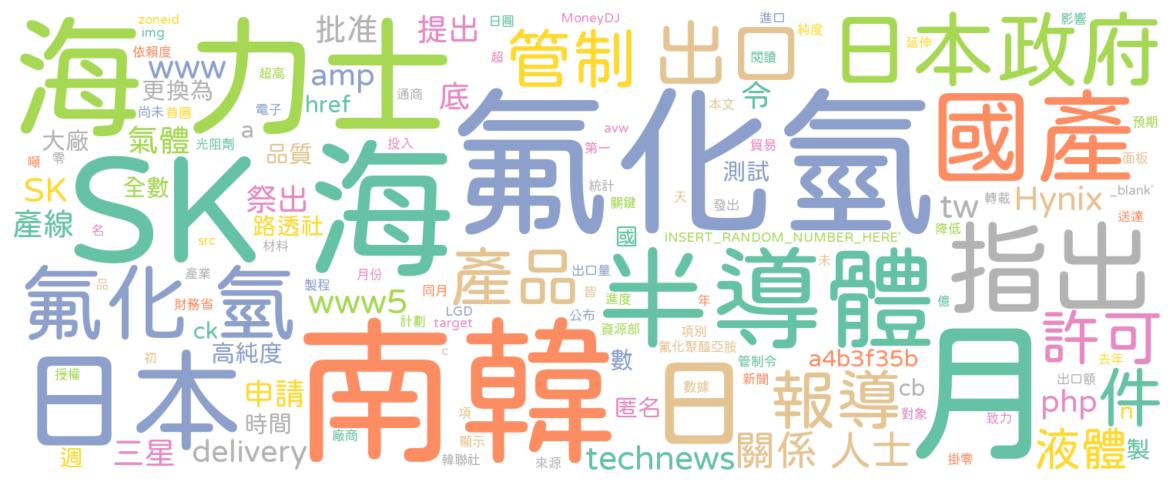 zoneid
img
依賴度
www
海力士
超高
批准
提出
日圓
MoneyDJ
超
管制
出口
進口
純度
閱讀
日本政府
影響
延伸
amp
更換為
href
通商
底
令
尚未
首圖
電子
大廠
氣體
a
光阻劑
投入
avw
氟化氫
本文
第一
貿易
國產
預期
面板
噸
零
品質
SK
SK
海
全數
祭出
測試
統計
關鍵
天
發出
tw
Hynix
_blank'
轉載
送達
產線
名
src
材料
路透社
國
INSERT_RANDOM_NUMBER_HERE'
降低
指出
氟化氫
產業
品
財務省
製程
月份
同月
產品
出口量
皆
半導體
未
進度
年
億
www5
計劃
LGD
target
公布
資源部
項別
氟化聚醯亞胺
ck
高純度
初
日本
授權
南韓
c
數
管制令
新聞
a4b3f35b
月
許可
去年
申請
時間
匿名
日
數據
報導
cb
對象
出口額
php
n
件
致力
項
顯示
廠商
三星
delivery
週
韓聯社
來源
technews
關係
人士
掛零
液體
製